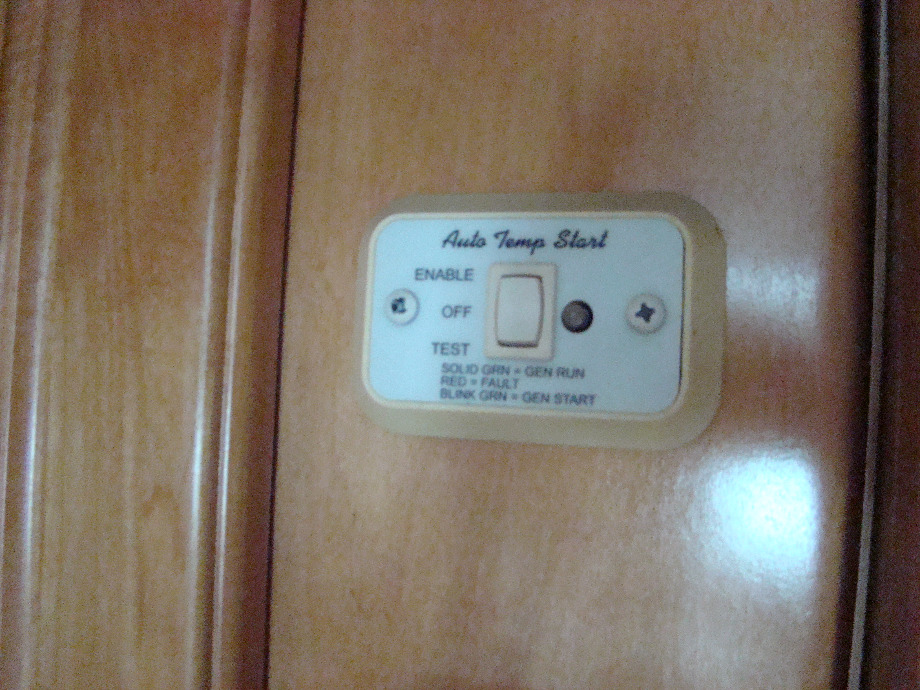 Auto Temp Start
ENABLE
OFF
TEST
SOLID GRN = GEN RUN
RED = FAULT
BLINK GRN = GEN START